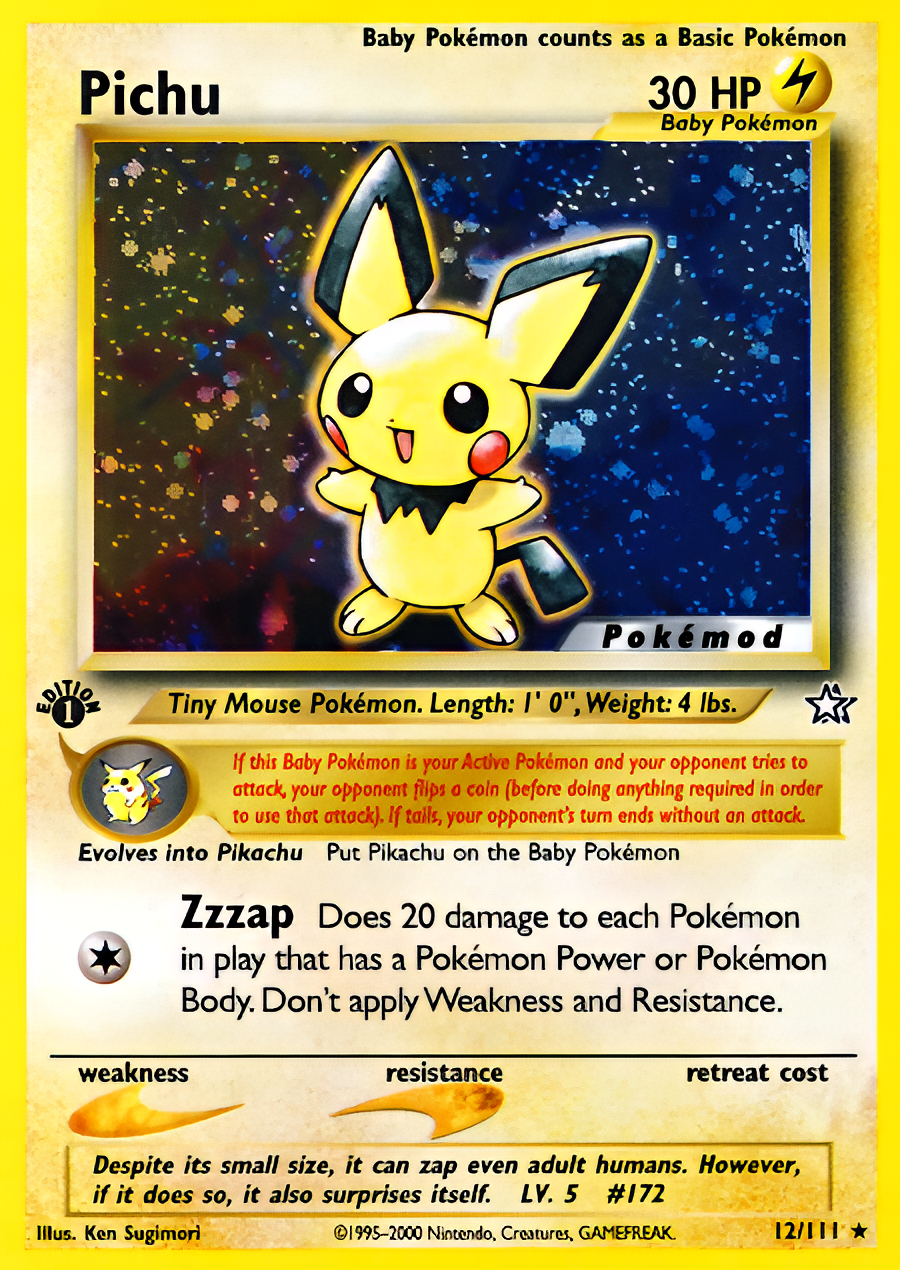 Baby Pokémon counts as a Basic Pokémon
Pichu
30 HP
Baby Pokémon
Pokémod
EDITION
1
Tiny Mouse Pokémon. Length: 1' 0", Weight: 4 lbs.
If this Baby Pokémon is your Active Pokémon and your opponent tries to
attack, your opponent flips a coin (before doing anything required in order
to use that attack). If tails, your opponent's turn ends without an attack.
Evolves into Pikachu Put Pikachu on the Baby Pokémon
Zzzap Does 20 damage to each Pokémon
in play that has a Pokémon Power or Pokémon
Body. Don't apply Weakness and Resistance.
weakness resistance retreat cost
Despite its small size, it can zap even adult humans. However,
if it does so, it also surprises itself. LV. 5 #172
Illus. Ken Sugimori ©1995-2000 Nintendo, Creatures, GAMEFREAK. 12/111 ★